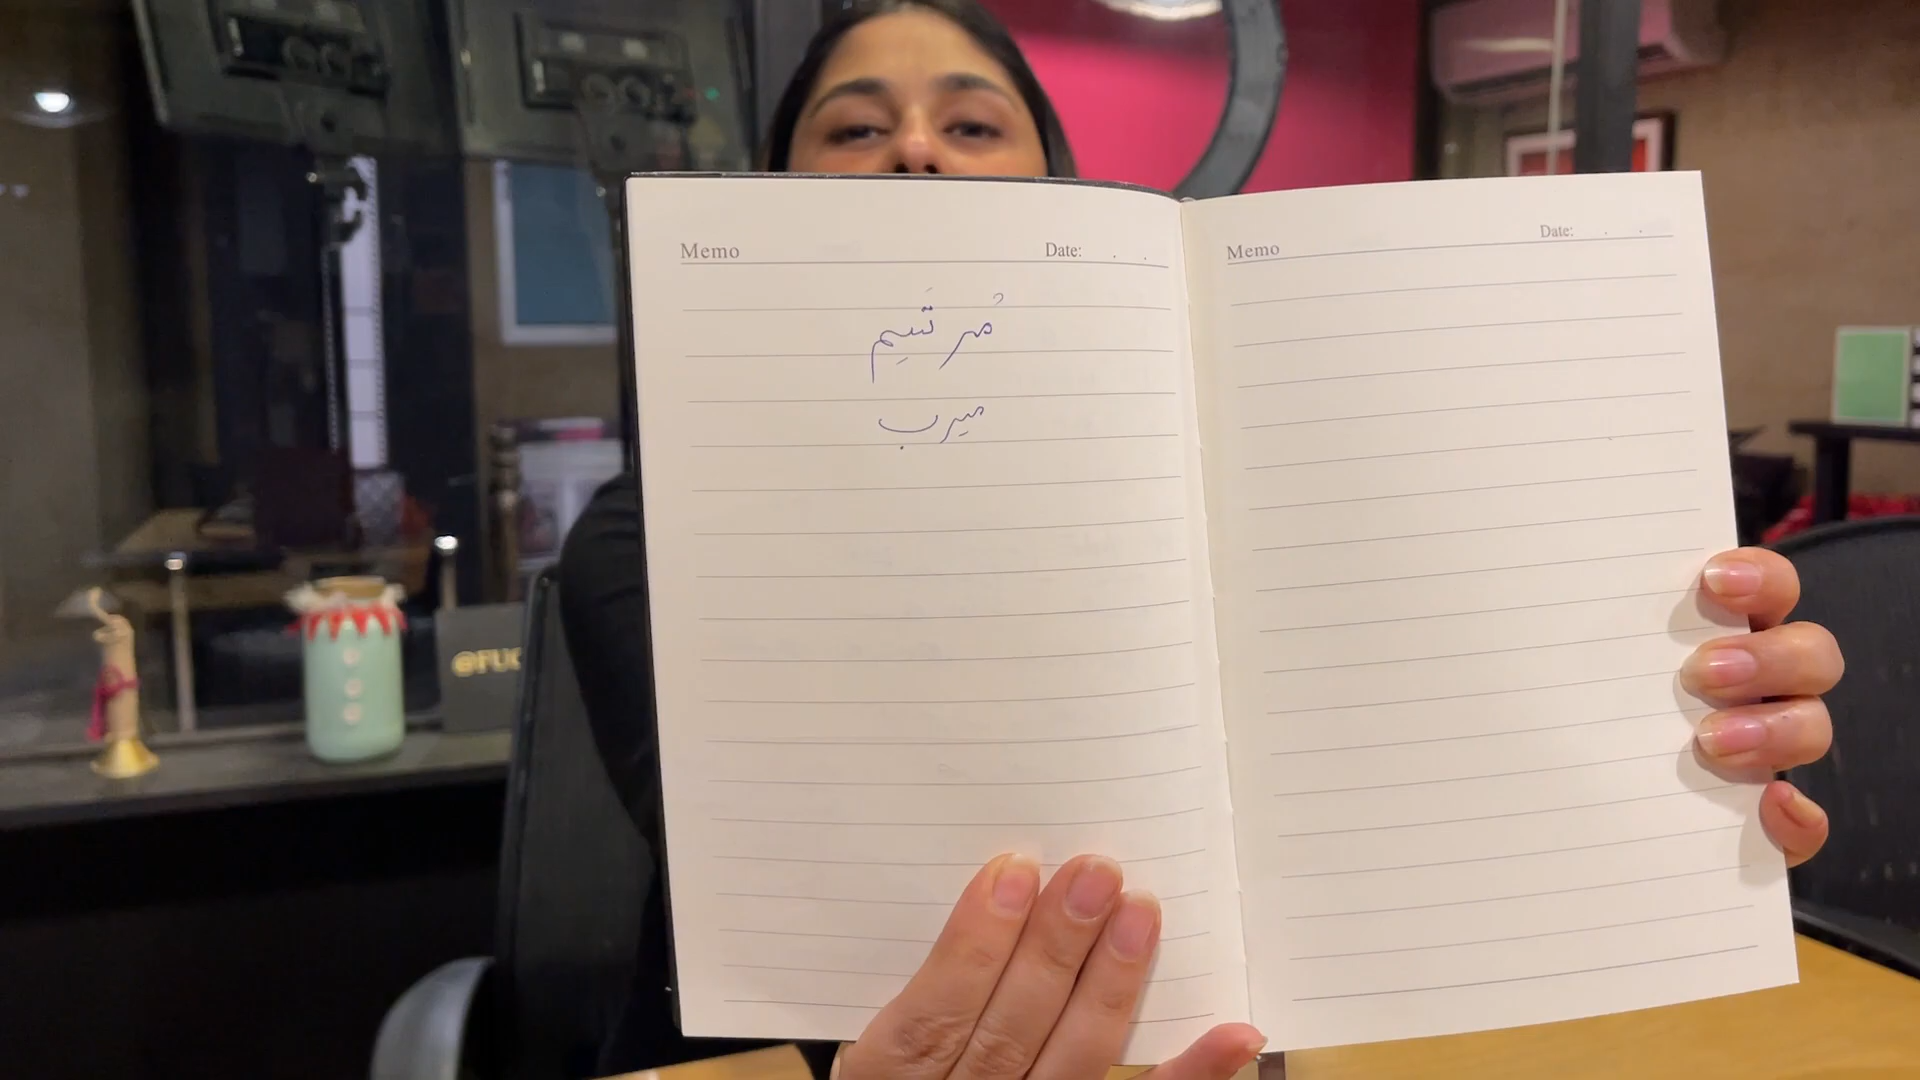 Memo Date: . .
مُرتَسِم
میرب
Memo Date: . .